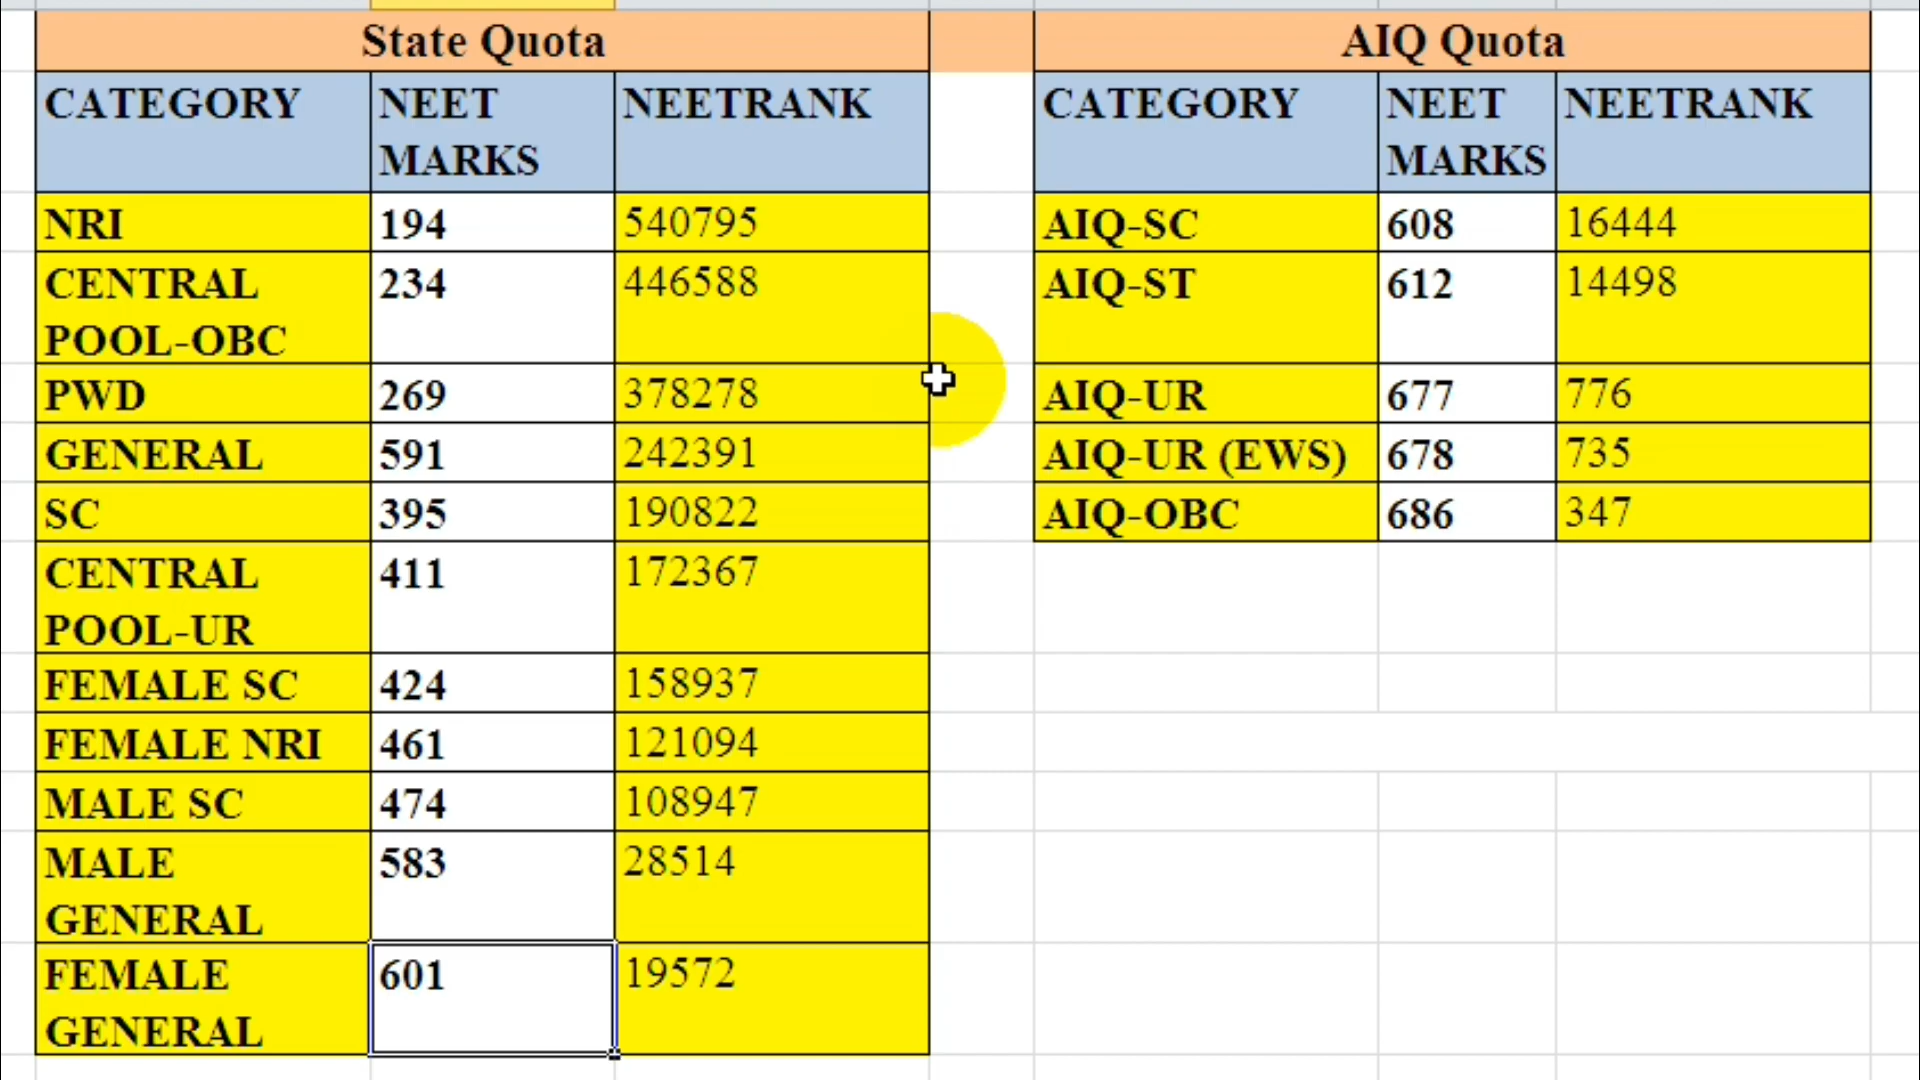 State Quota
CATEGORY NEET MARKS NEETRANK
NRI 194 540795
CENTRAL POOL-OBC 234 446588
PWD 269 378278
GENERAL 591 242391
SC 395 190822
CENTRAL POOL-UR 411 172367
FEMALE SC 424 158937
FEMALE NRI 461 121094
MALE SC 474 108947
MALE GENERAL 583 28514
FEMALE GENERAL 601 19572
AIQ Quota
CATEGORY NEET MARKS NEETRANK
AIQ-SC 608 16444
AIQ-ST 612 14498
AIQ-UR 677 776
AIQ-UR (EWS) 678 735
AIQ-OBC 686 347